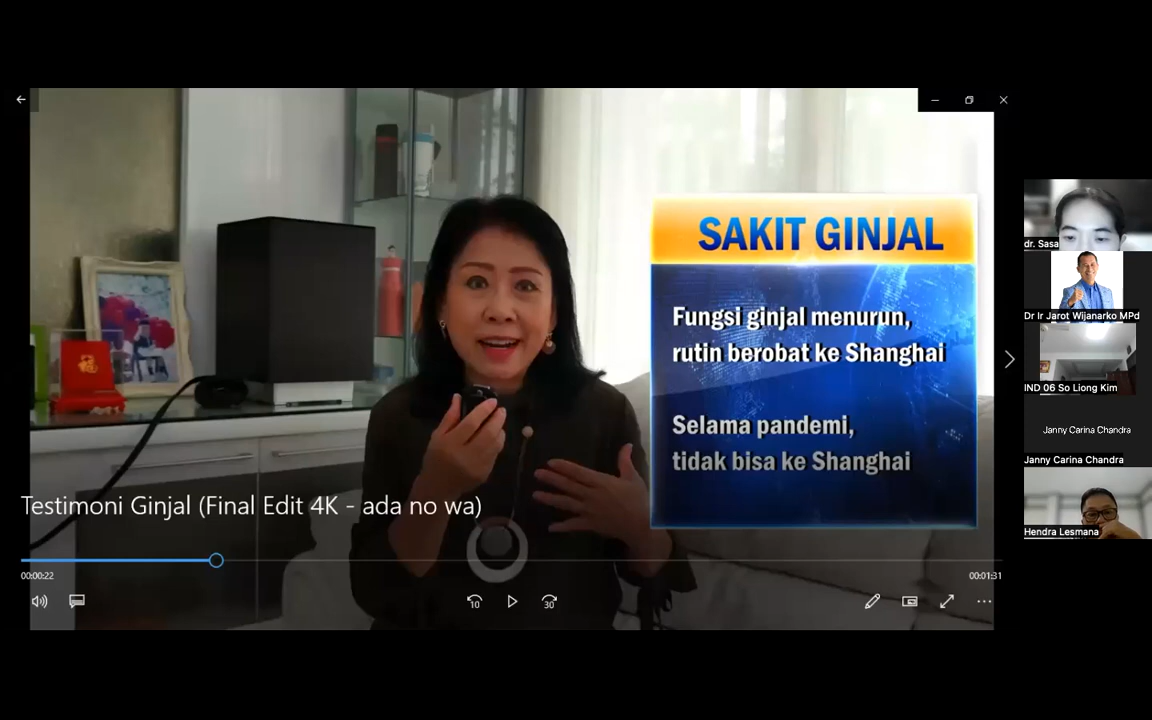 SAKIT GINJAL
Fungsi ginjal menurun,
rutin berobat ke Shanghai
Selama pandemi,
tidak bisa ke Shanghai
Testimoni Ginjal (Final Edit 4K - ada no wa)
00:00:22
00:01:31
10
30
dr. Sasa
Dr Ir Jarot Wijanarko MPd
IND 06 So Liong Kim
Janny Carina Chandra
Janny Carina Chandra
Hendra Lesmana